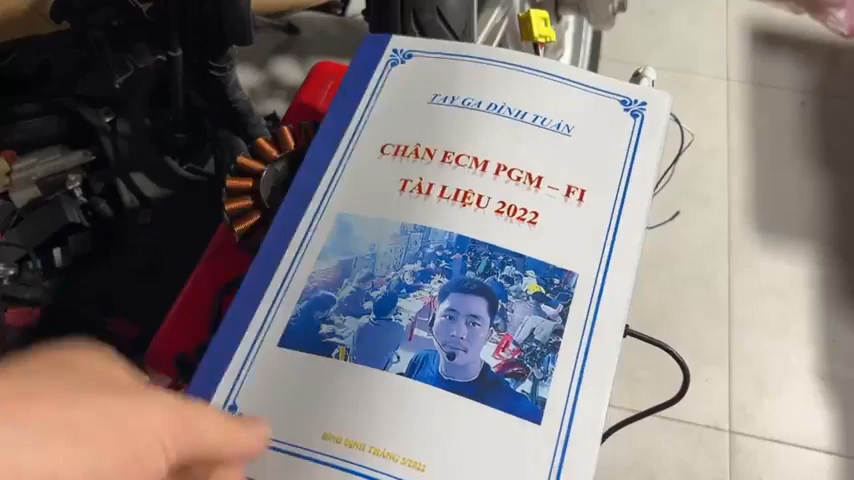 TAY GA ĐÌNH TUẤN
CHÂN ECM PGM – FI
TÀI LIỆU 2022
BÌNH ĐỊNH THÁNG 5/2022